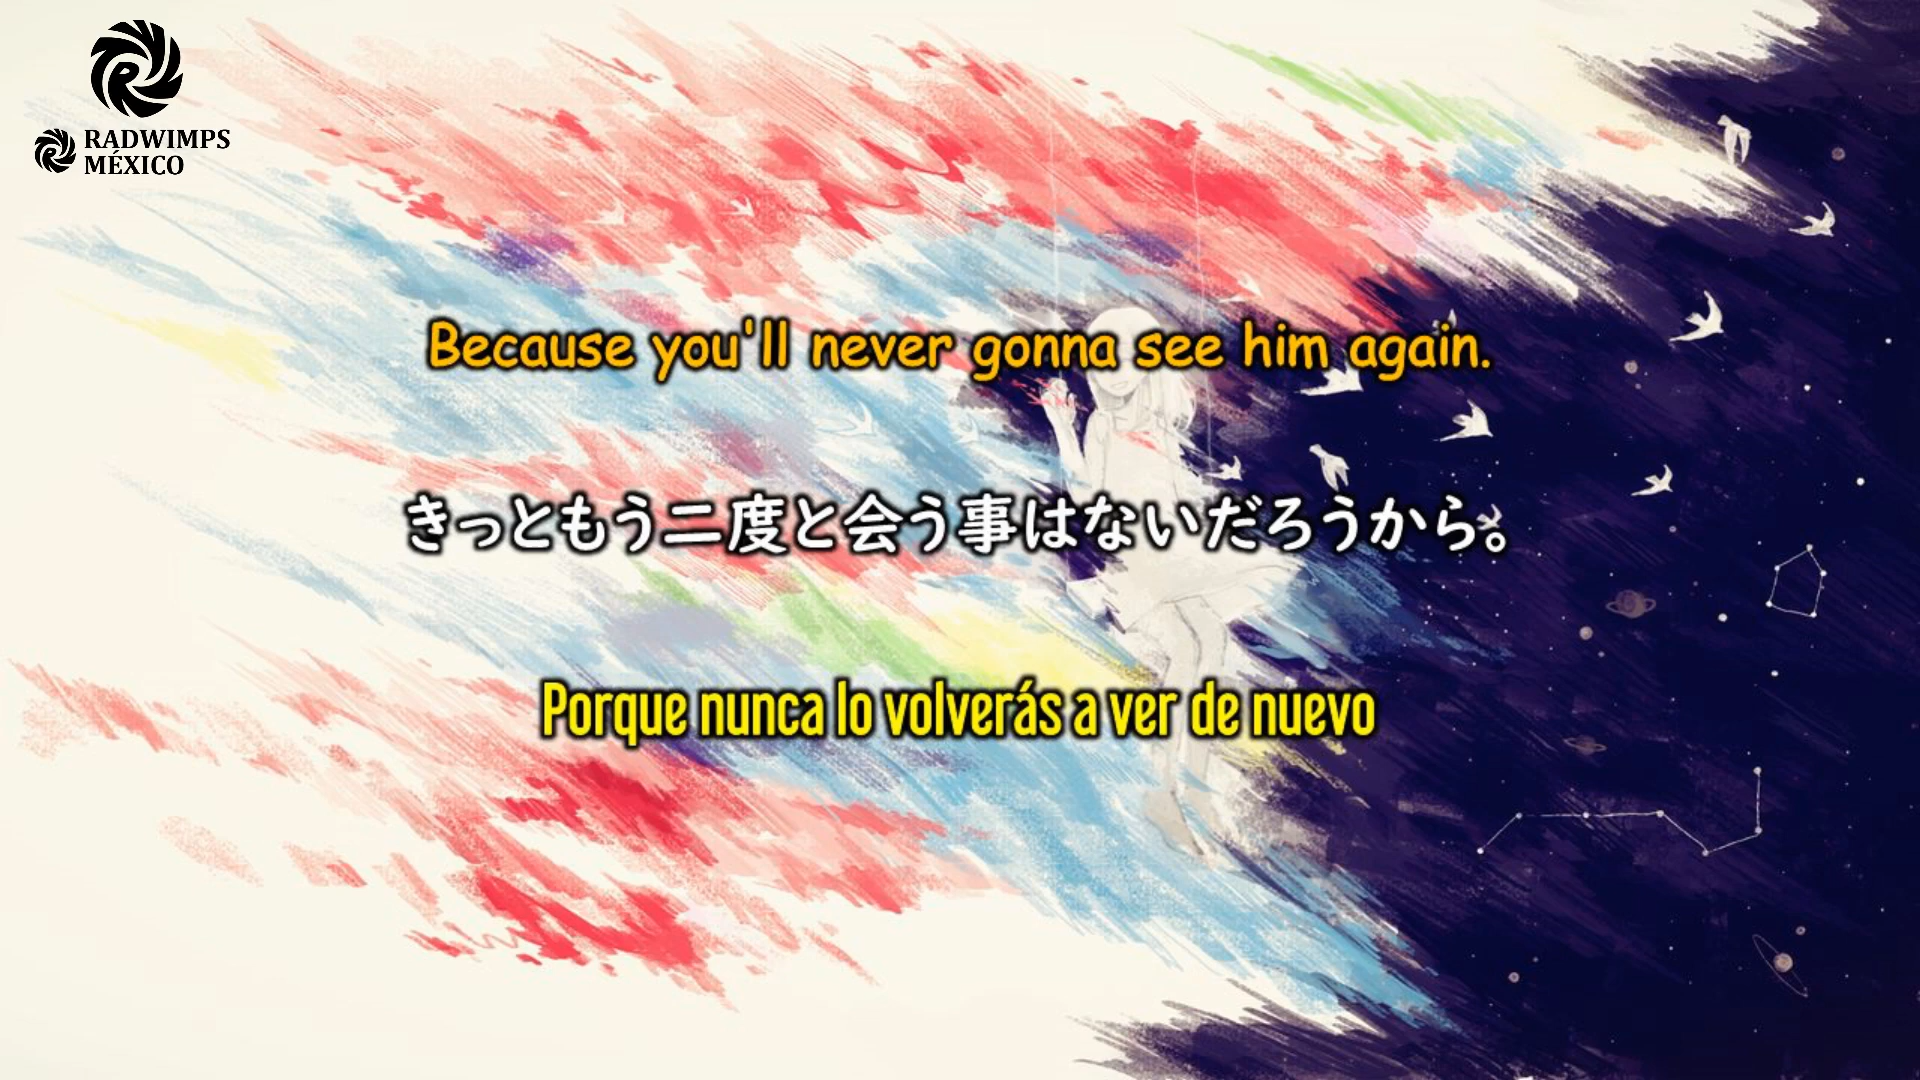 RADWIMPS
MÉXICO
Because you'll never gonna see him again.
きっともう二度と会う事はないだろうから。
Porque nunca lo volverás a ver de nuevo